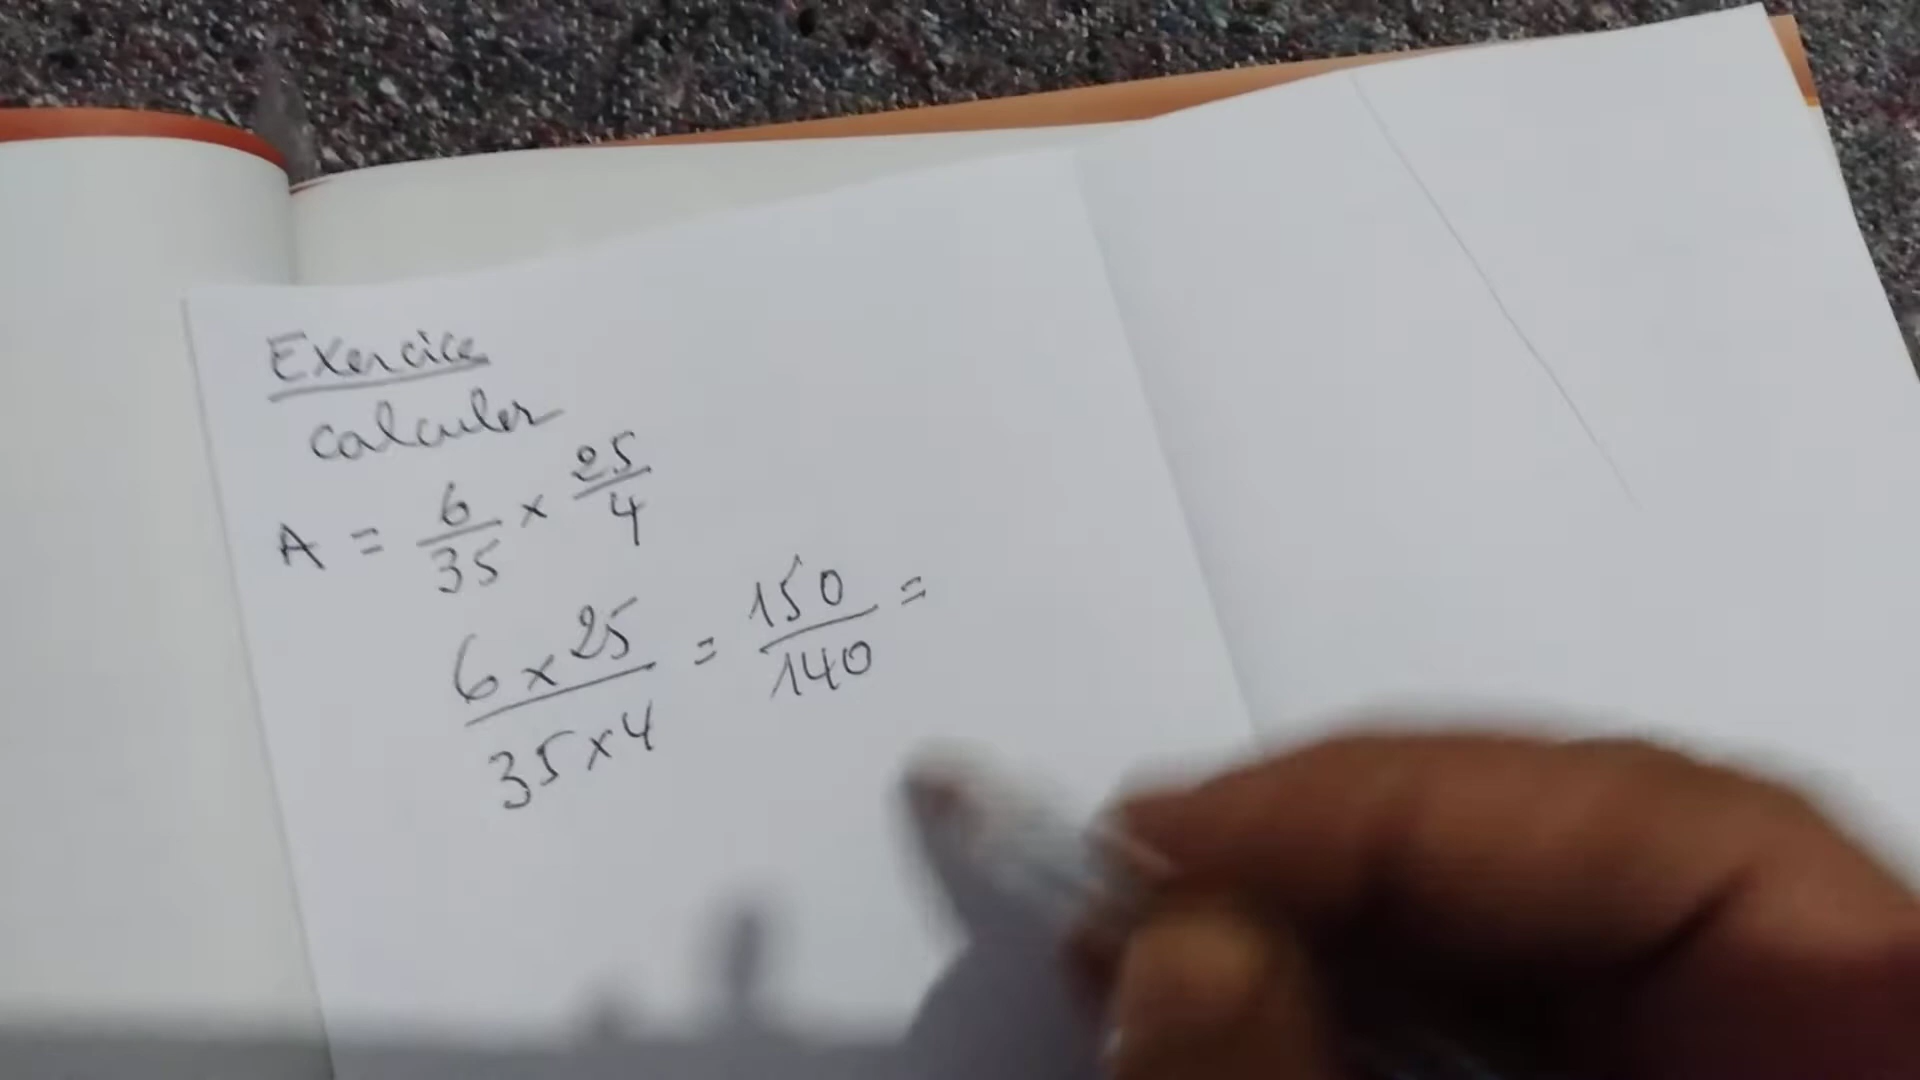 Exercice
Calculer
A = 6/35 × 25/4
6 × 25 / 35 × 4 = 150/140 =